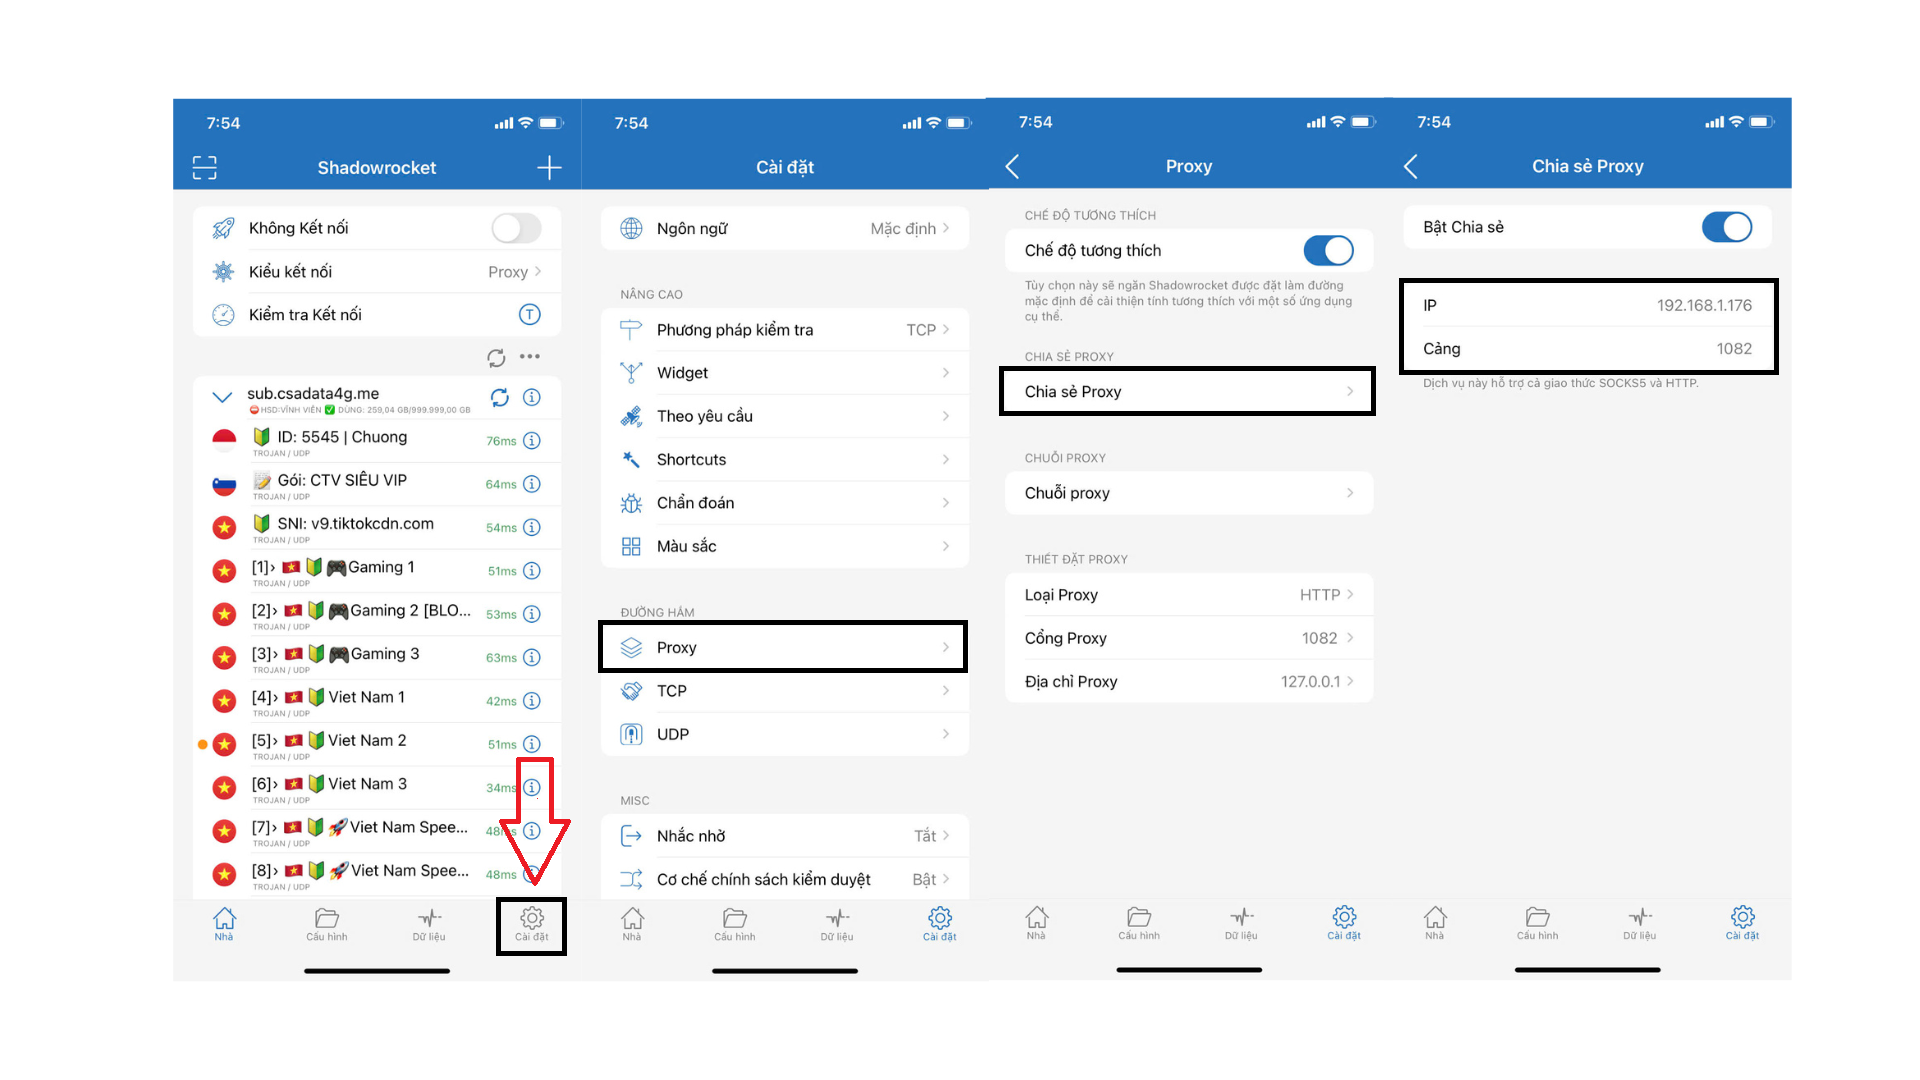 7:54
Shadowrocket
Không Kết nối
Kiểu kết nối
Proxy
Kiểm tra Kết nối
T
sub.csadata4g.me
HSD:VĨNH VIỄN ✅ DÙNG: 259,04 GB/999.999,00 GB
ID: 5545 | Chuong
76ms
TROJAN / UDP
Gói: CTV SIÊU VIP
64ms
TROJAN / UDP
SNI: v9.tiktokcdn.com
54ms
TROJAN / UDP
[1]› Gaming 1
51ms
TROJAN / UDP
[2]› Gaming 2 [BLO...
53ms
TROJAN / UDP
[3]› Gaming 3
63ms
TROJAN / UDP
[4]› Viet Nam 1
42ms
TROJAN / UDP
[5]› Viet Nam 2
51ms
TROJAN / UDP
[6]› Viet Nam 3
34ms
TROJAN / UDP
[7]› Viet Nam Spee...
48ms
TROJAN / UDP
[8]› Viet Nam Spee...
48ms
TROJAN / UDP
Nhà
Cấu hình
Dữ liệu
Cài đặt
7:54
Cài đặt
Ngôn ngữ
Mặc định
NÂNG CAO
Phương pháp kiểm tra
TCP
Widget
Theo yêu cầu
Shortcuts
Chẩn đoán
Màu sắc
ĐƯỜNG HẦM
Proxy
TCP
UDP
MISC
Nhắc nhở
Tắt
Cơ chế chính sách kiểm duyệt
Bật
Nhà
Cấu hình
Dữ liệu
Cài đặt
7:54
Proxy
CHẾ ĐỘ TƯƠNG THÍCH
Chế độ tương thích
Tùy chọn này sẽ ngăn Shadowrocket được đặt làm đường
mặc định để cải thiện tính tương thích với một số ứng dụng
cụ thể.
CHIA SẺ PROXY
Chia sẻ Proxy
CHUỖI PROXY
Chuỗi proxy
THIẾT ĐẶT PROXY
Loại Proxy
HTTP
Cổng Proxy
1082
Địa chỉ Proxy
127.0.0.1
Nhà
Cấu hình
Dữ liệu
Cài đặt
7:54
Chia sẻ Proxy
Bật Chia sẻ
IP
192.168.1.176
Cảng
1082
Dịch vụ này hỗ trợ cả giao thức SOCKS5 và HTTP.
Nhà
Cấu hình
Dữ liệu
Cài đặt